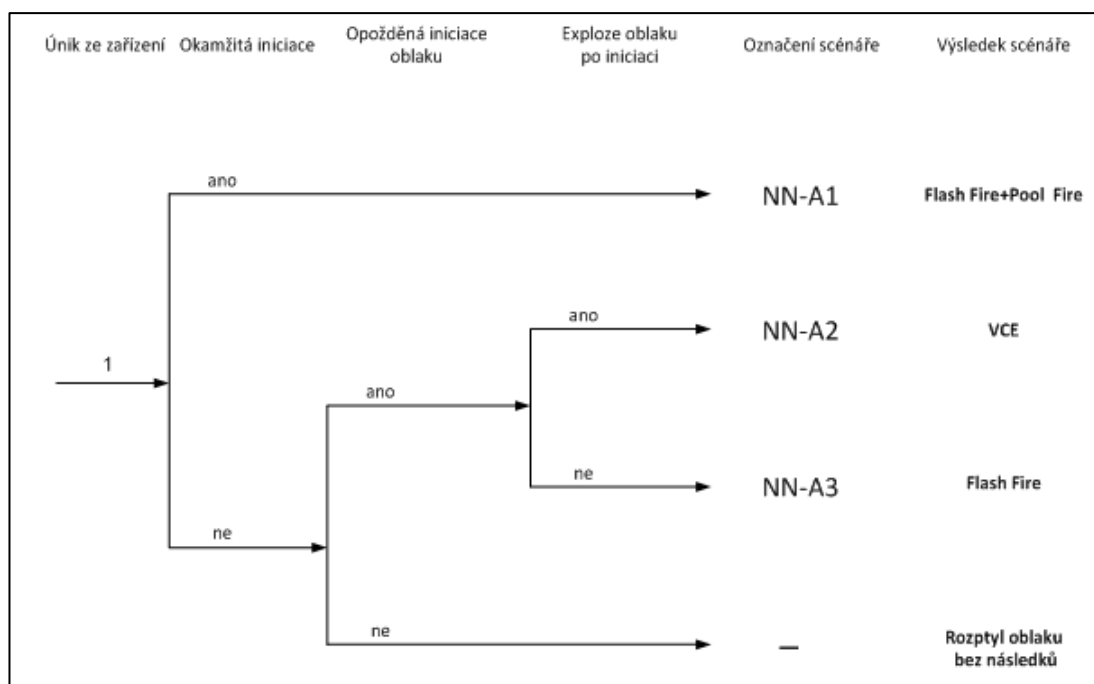 Únik ze zařízení
Okamžitá iniciace
Opožděná iniciace
oblaku
Exploze oblaku
po iniciaci
Označení scénáře
Výsledek scénáře
ano
NN-A1
Flash Fire+Pool Fire
ano
NN-A2
VCE
1
ano
ne
NN-A3
Flash Fire
ne
ne
–
Rozptyl oblaku
bez následků